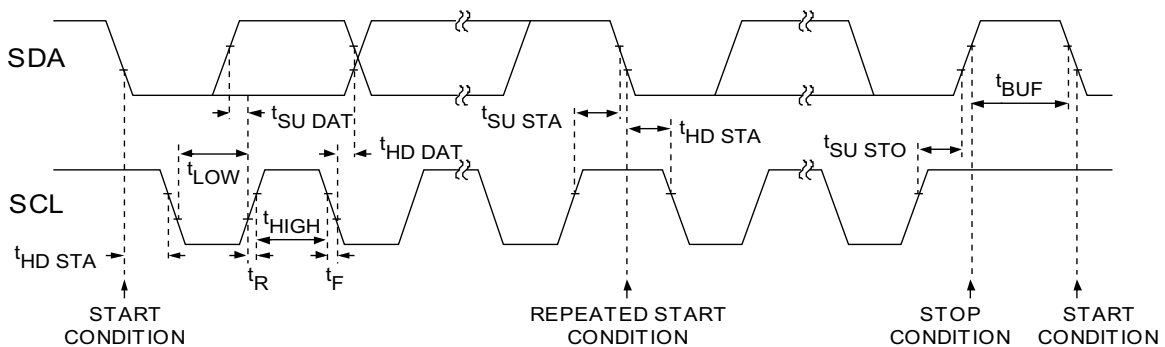 SDA
tSU DAT
tHD DAT
tLOW
tSU STA
tHD STA
tSU STO
tBUF
SCL
tHIGH
tHD STA
tR
tF
START
CONDITION
REPEATED START
CONDITION
STOP
CONDITION
START
CONDITION